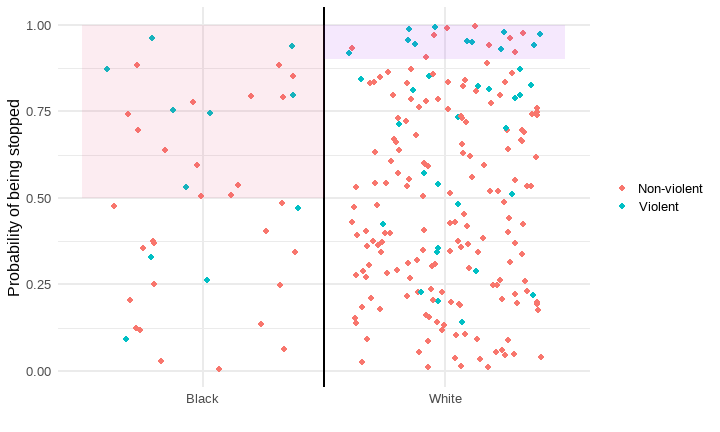 1.00
0.75
0.50
0.25
0.00
Probability of being stopped
Black
White
Non-violent
Violent